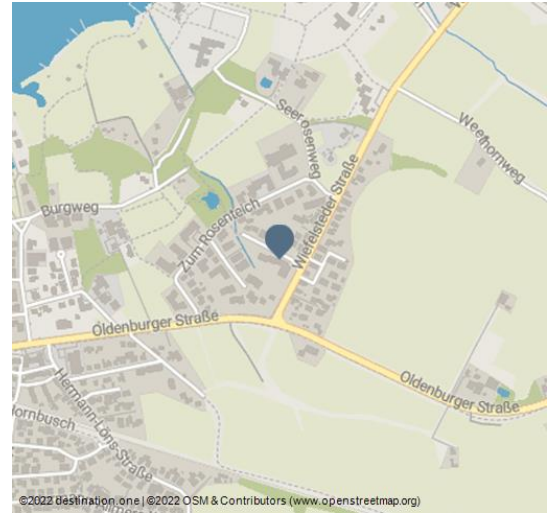 Seerosenweg
Weerhornweg
Burgweg
Zum Rosenteich
Wiefelsteder Straße
Oldenburger Straße
Oldenburger Straße
Hermann-Löns-Straße
©2022 destination.one | ©2022 OSM & Contributors (www.openstreetmap.org)